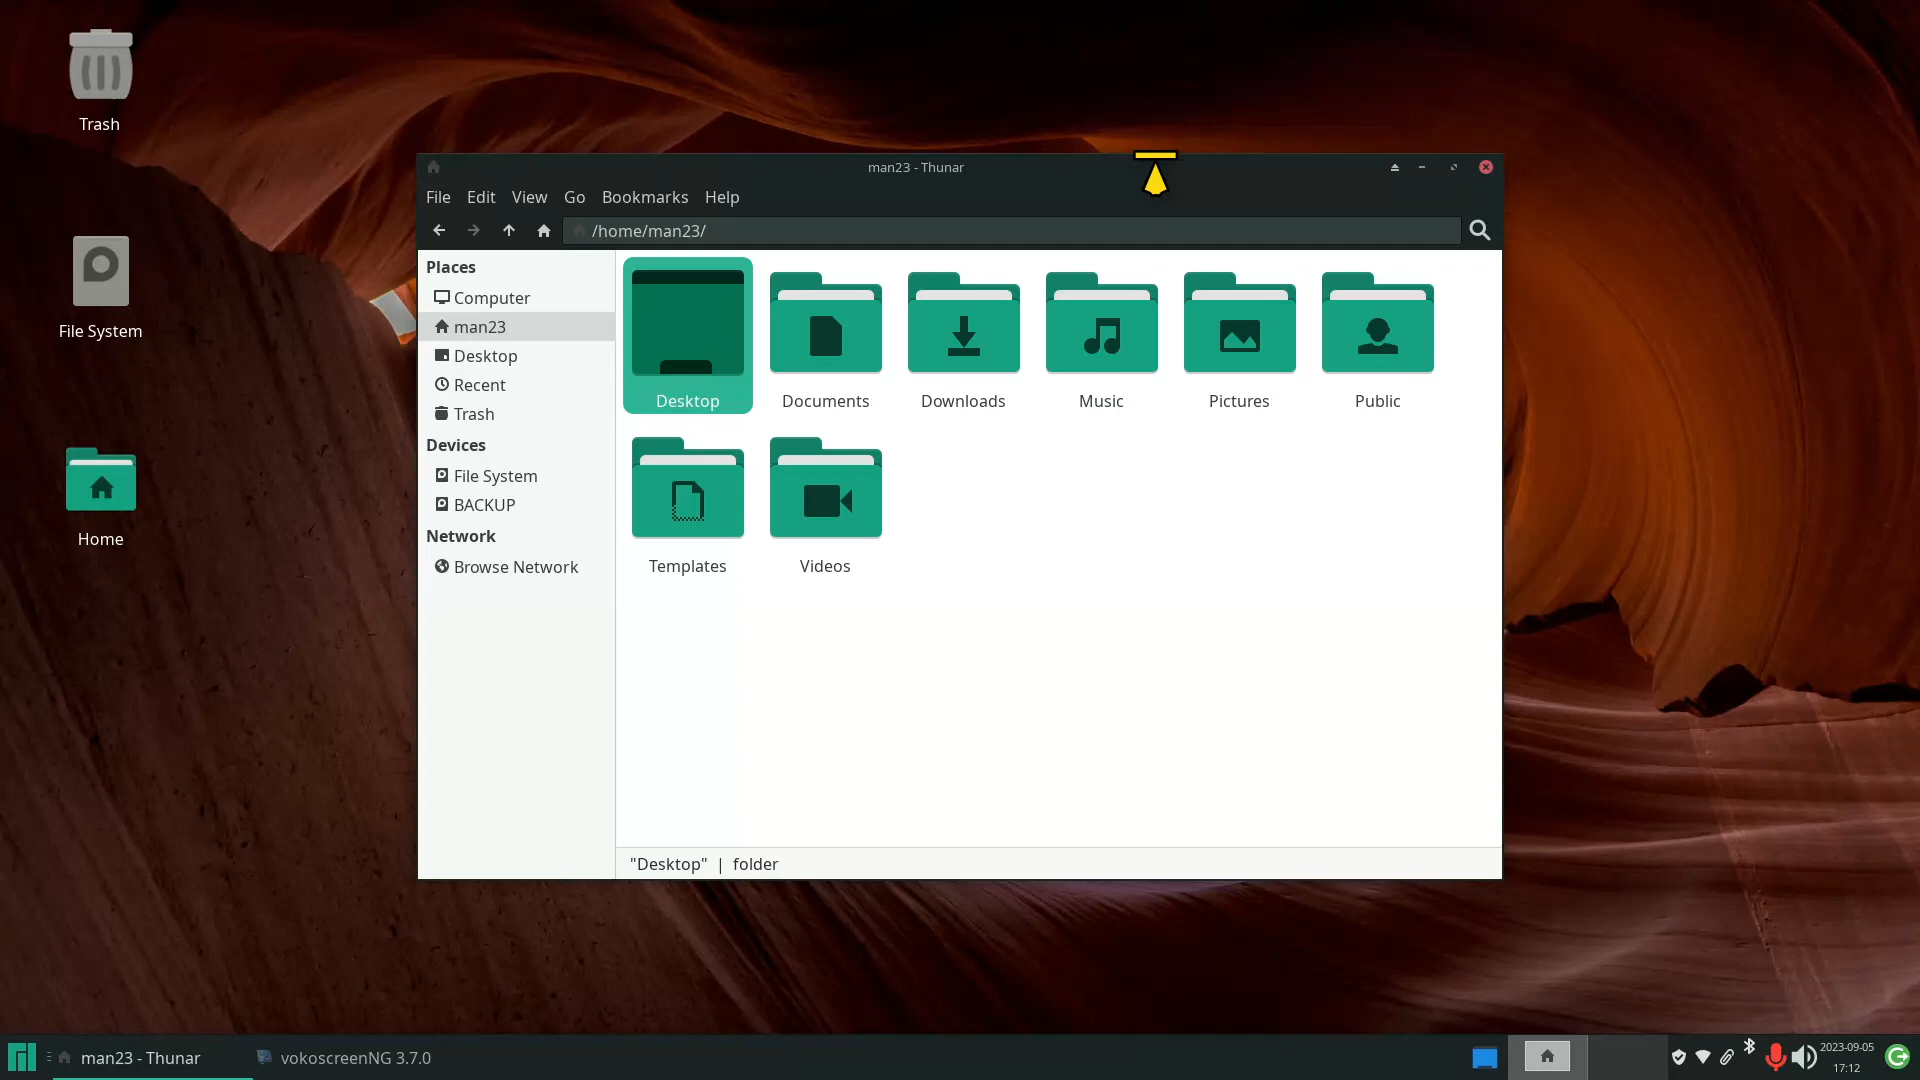 Trash
File System
Home
man23 - Thunar
File Edit View Go Bookmarks Help
/home/man23/
Places
Computer
man23
Desktop
Recent
Trash
Devices
File System
BACKUP
Network
Browse Network
Desktop Documents Downloads Music Pictures Public
Templates Videos
"Desktop" | folder
man23 - Thunar
vokoscreenNG 3.7.0
2023-09-05
17:12